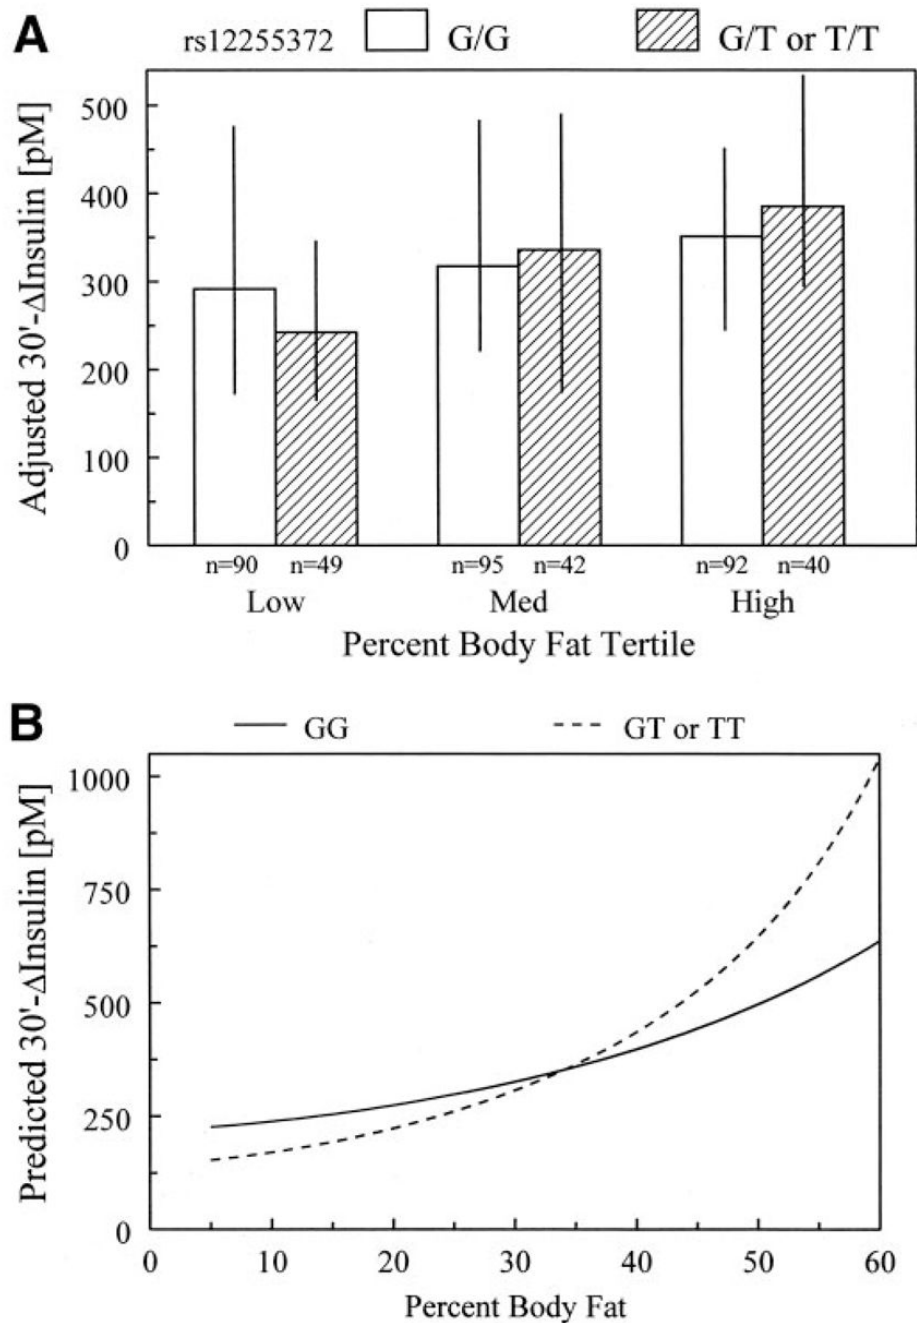 A
rs12255372 G/G G/T or T/T
Adjusted 30'-ΔInsulin [pM]
500
400
300
200
100
0
n=90 n=49 n=95 n=42 n=92 n=40
Low Med High
Percent Body Fat Tertile
B
GG GT or TT
Predicted 30'-ΔInsulin [pM]
1000
750
500
250
0
0 10 20 30 40 50 60
Percent Body Fat